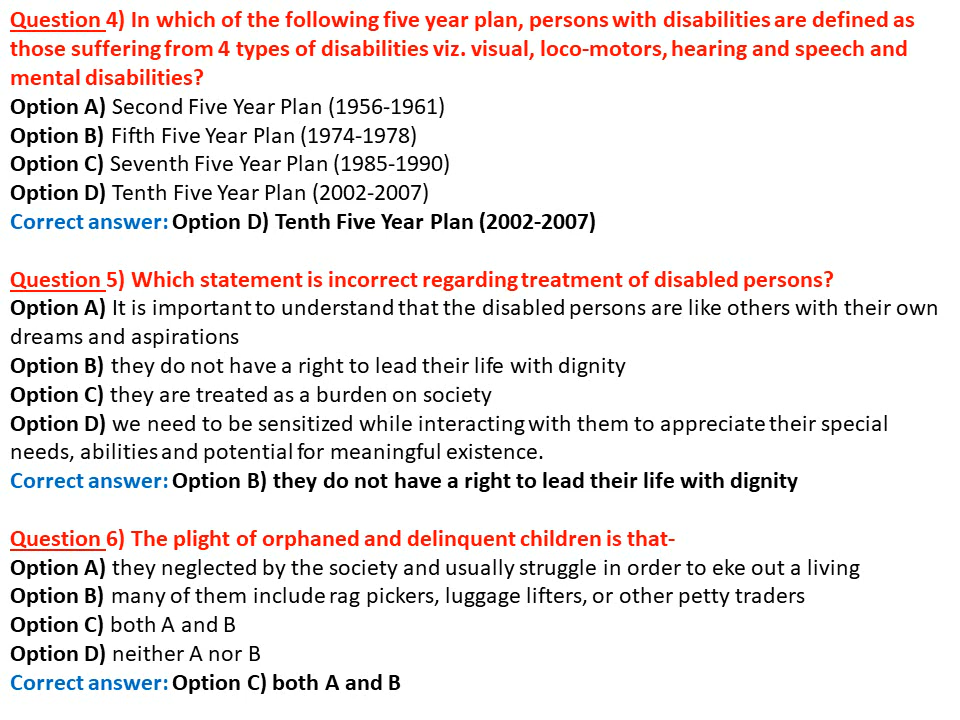 Question 4) In which of the following five year plan, persons with disabilities are defined as
those suffering from 4 types of disabilities viz. visual, loco-motors, hearing and speech and
mental disabilities?
Option A) Second Five Year Plan (1956-1961)
Option B) Fifth Five Year Plan (1974-1978)
Option C) Seventh Five Year Plan (1985-1990)
Option D) Tenth Five Year Plan (2002-2007)
Correct answer: Option D) Tenth Five Year Plan (2002-2007)
Question 5) Which statement is incorrect regarding treatment of disabled persons?
Option A) It is important to understand that the disabled persons are like others with their own
dreams and aspirations
Option B) they do not have a right to lead their life with dignity
Option C) they are treated as a burden on society
Option D) we need to be sensitized while interacting with them to appreciate their special
needs, abilities and potential for meaningful existence.
Correct answer: Option B) they do not have a right to lead their life with dignity
Question 6) The plight of orphaned and delinquent children is that-
Option A) they neglected by the society and usually struggle in order to eke out a living
Option B) many of them include rag pickers, luggage lifters, or other petty traders
Option C) both A and B
Option D) neither A nor B
Correct answer: Option C) both A and B